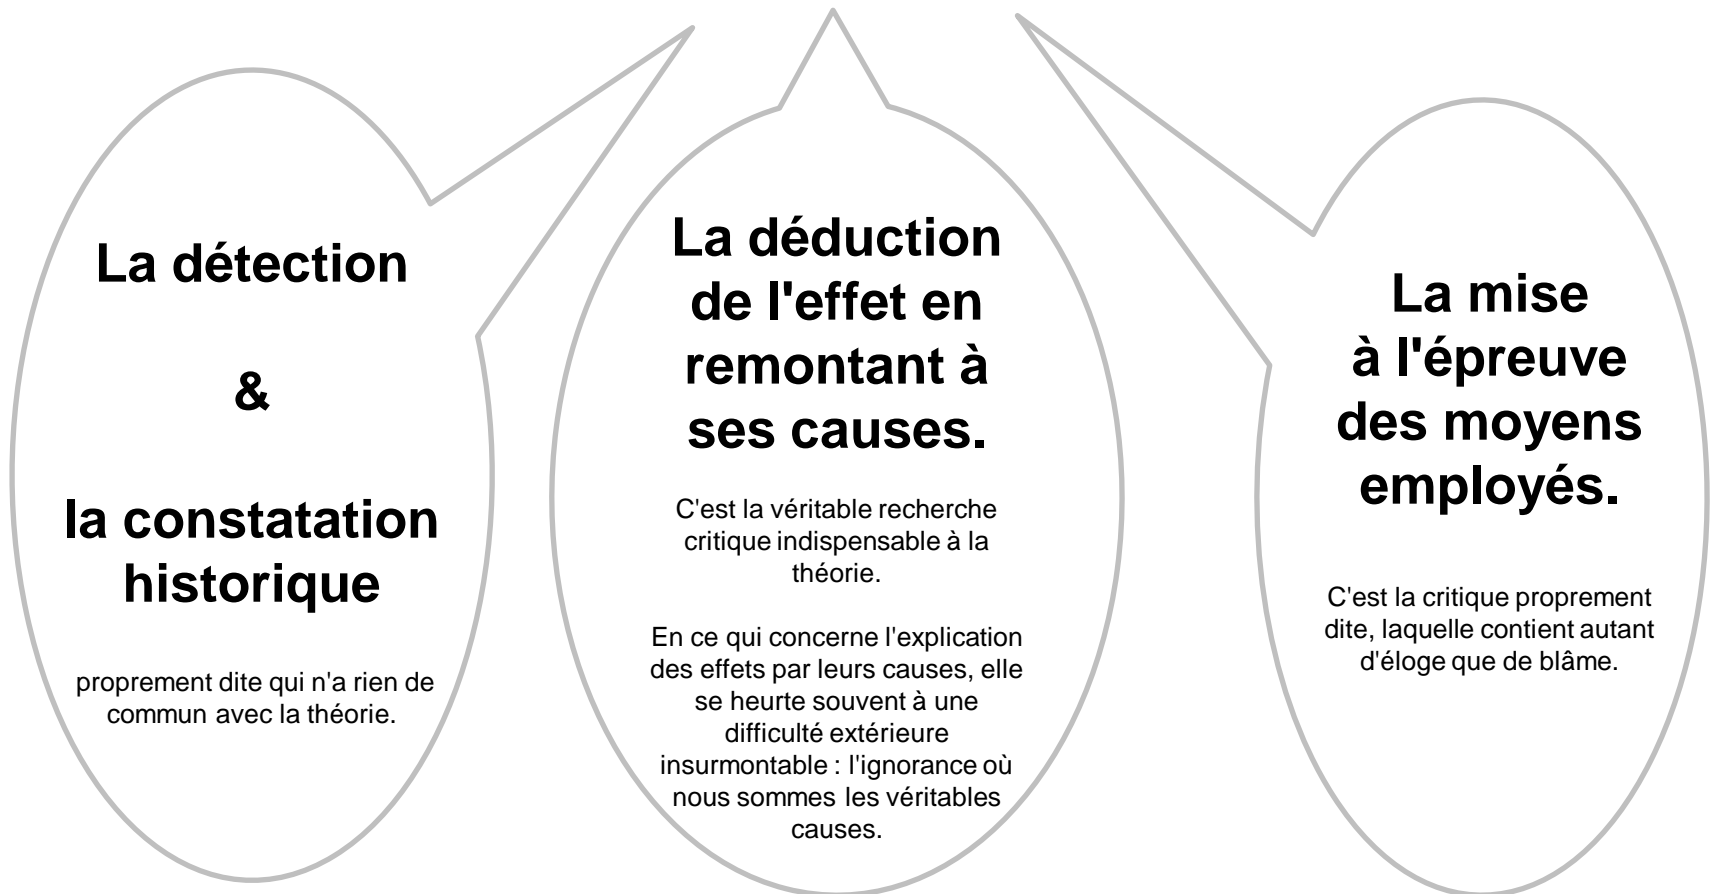 La détection
&
la constatation
historique
proprement dite qui n'a rien de
commun avec la théorie.
La déduction
de l'effet en
remontant à
ses causes.
C'est la véritable recherche
critique indispensable à la
théorie.
En ce qui concerne l'explication
des effets par leurs causes, elle
se heurte souvent à une
difficulté extérieure
insurmontable : l'ignorance où
nous sommes les véritables
causes.
La mise
à l'épreuve
des moyens
employés.
C'est la critique proprement
dite, laquelle contient autant
d'éloge que de blâme.